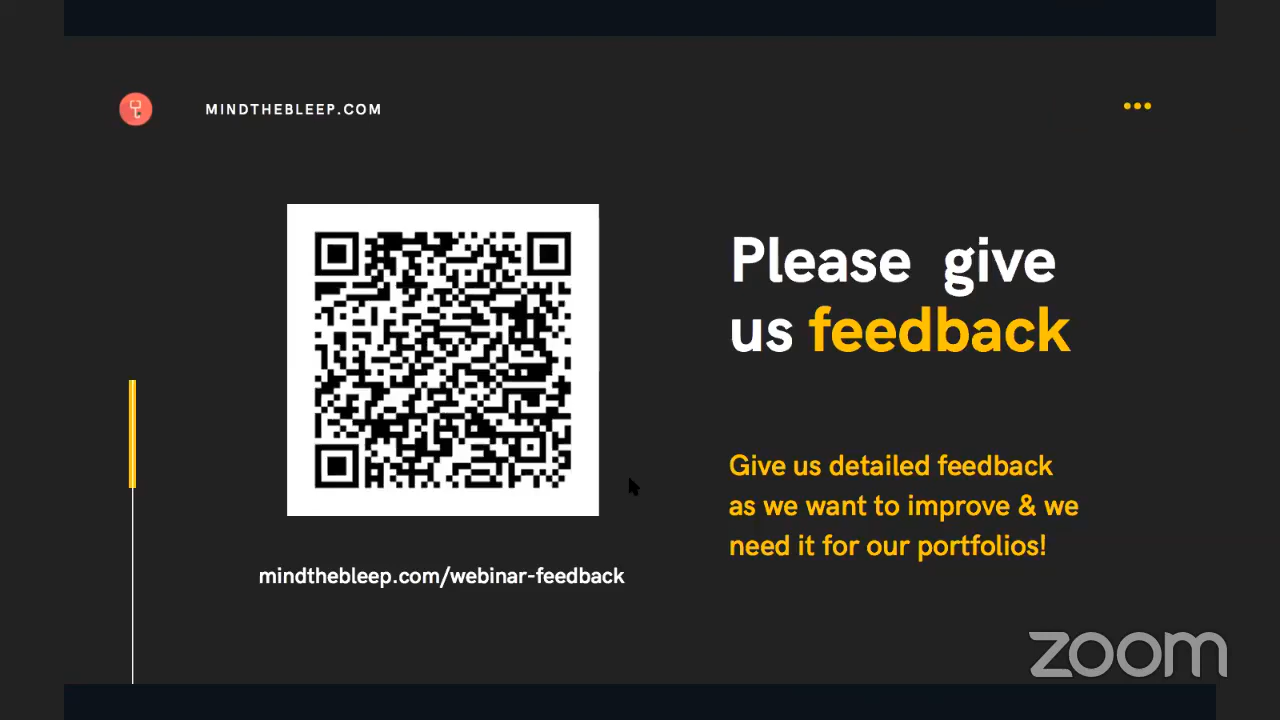 MINDTHEBLEEP.COM
Please give
us feedback
Give us detailed feedback
as we want to improve & we
need it for our portfolios!
mindthebleep.com/webinar-feedback
zoom